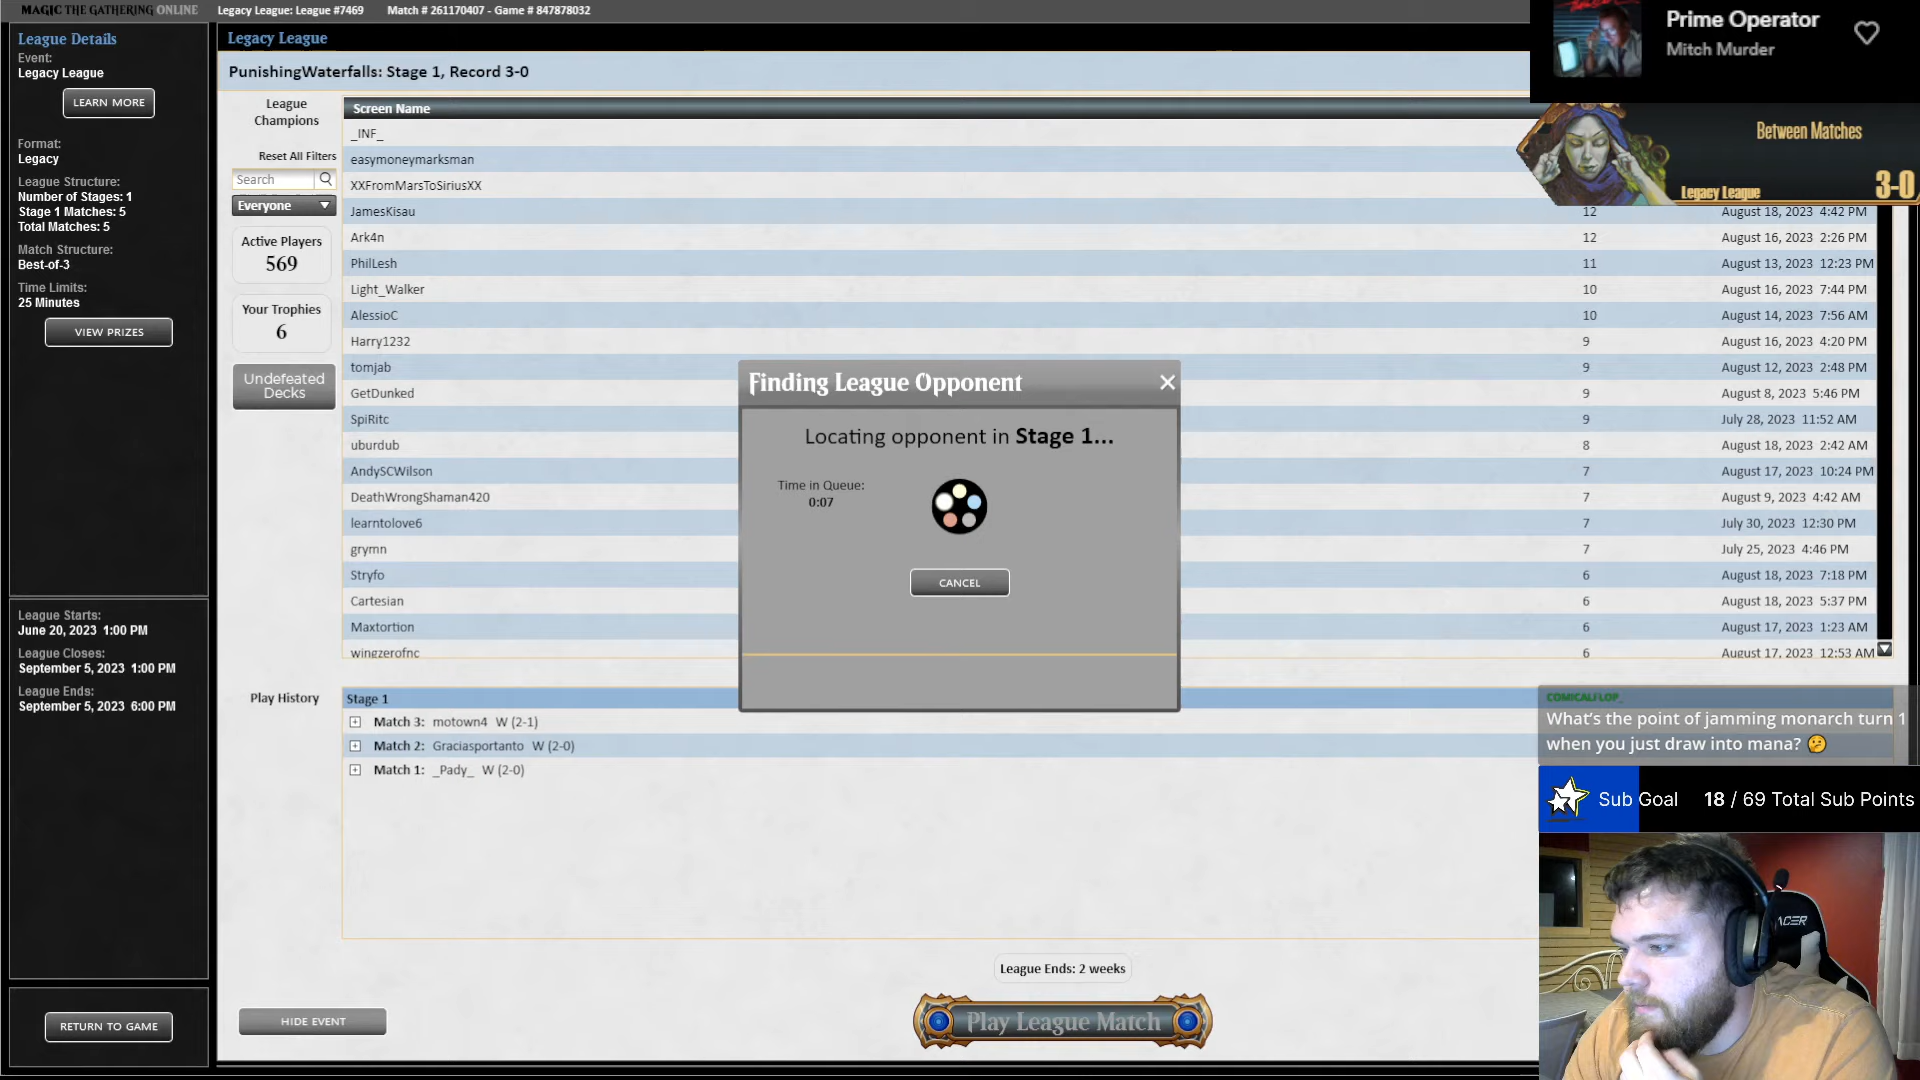 MAGIC THE GATHERING ONLINE
Legacy League: League #7469
Match # 261170407 - Game # 847878032
League Details
Event:
Legacy League
LEARN MORE
Format:
Legacy
League Structure:
Number of Stages: 1
Stage 1 Matches: 5
Total Matches: 5
Match Structure:
Best-of-3
Time Limits:
25 Minutes
VIEW PRIZES
League Starts:
June 20, 2023 1:00 PM
League Closes:
September 5, 2023 1:00 PM
League Ends:
September 5, 2023 6:00 PM
RETURN TO GAME
Legacy League
PunishingWaterfalls: Stage 1, Record 3-0
League
Champions
Reset All Filters
Search
Everyone
Active Players
569
Your Trophies
6
Undefeated
Decks
Screen Name
_INF_
easymoneymarksman
XXFromMarsToSiriusXX
JamesKisau 12 August 18, 2023 4:42 PM
Ark4n 12 August 16, 2023 2:26 PM
PhilLesh 11 August 13, 2023 12:23 PM
Light_Walker 10 August 16, 2023 7:44 PM
AlessioC 10 August 14, 2023 7:56 AM
Harry1232 9 August 16, 2023 4:20 PM
tomjab 9 August 12, 2023 2:48 PM
GetDunked 9 August 8, 2023 5:46 PM
SpiRitc 9 July 28, 2023 11:52 AM
uburdub 8 August 18, 2023 2:42 AM
AndySCWilson 7 August 17, 2023 10:24 PM
DeathWrongShaman420 7 August 9, 2023 4:42 AM
learntolove6 7 July 30, 2023 12:30 PM
grymn 7 July 25, 2023 4:46 PM
Stryfo 6 August 18, 2023 7:18 PM
Cartesian 6 August 18, 2023 5:37 PM
Maxtortion 6 August 17, 2023 1:23 AM
wingzerofnc 6 August 17, 2023 12:53 AM
Finding League Opponent
Locating opponent in Stage 1...
Time in Queue:
0:07
CANCEL
Play History
Stage 1
Match 3: motown4 W (2-1)
Match 2: Graciasportanto W (2-0)
Match 1: _Pady_ W (2-0)
League Ends: 2 weeks
HIDE EVENT
Play League Match
Prime Operator
Mitch Murder
Between Matches
Legacy League
3-0
COMICALFLOP_
What's the point of jamming monarch turn 1
when you just draw into mana?
Sub Goal 18 / 69 Total Sub Points
ACER